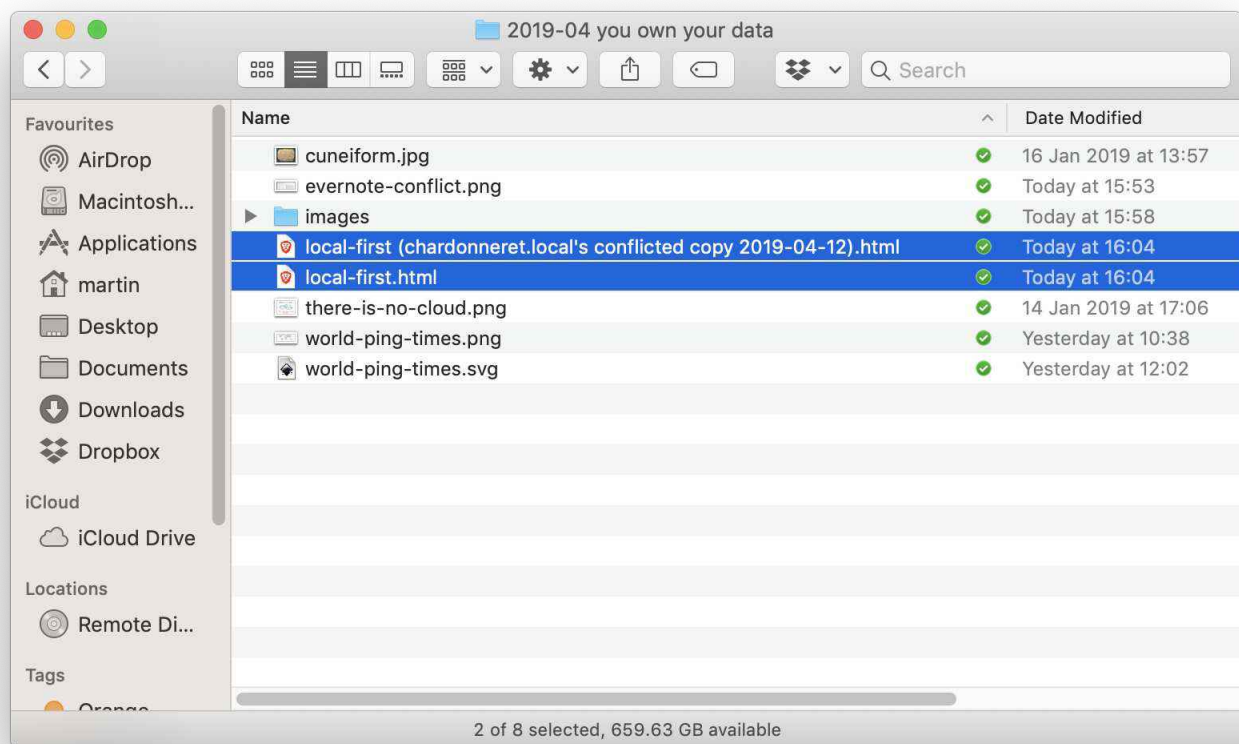 2019-04 you own your data
Search
Favourites
AirDrop
Macintosh...
Applications
martin
Desktop
Documents
Downloads
Dropbox
iCloud
iCloud Drive
Locations
Remote Di...
Tags
Orange
Name Date Modified
cuneiform.jpg 16 Jan 2019 at 13:57
evernote-conflict.png Today at 15:53
images Today at 15:58
local-first (chardonneret.local's conflicted copy 2019-04-12).html Today at 16:04
local-first.html Today at 16:04
there-is-no-cloud.png 14 Jan 2019 at 17:06
world-ping-times.png Yesterday at 10:38
world-ping-times.svg Yesterday at 12:02
2 of 8 selected, 659.63 GB available